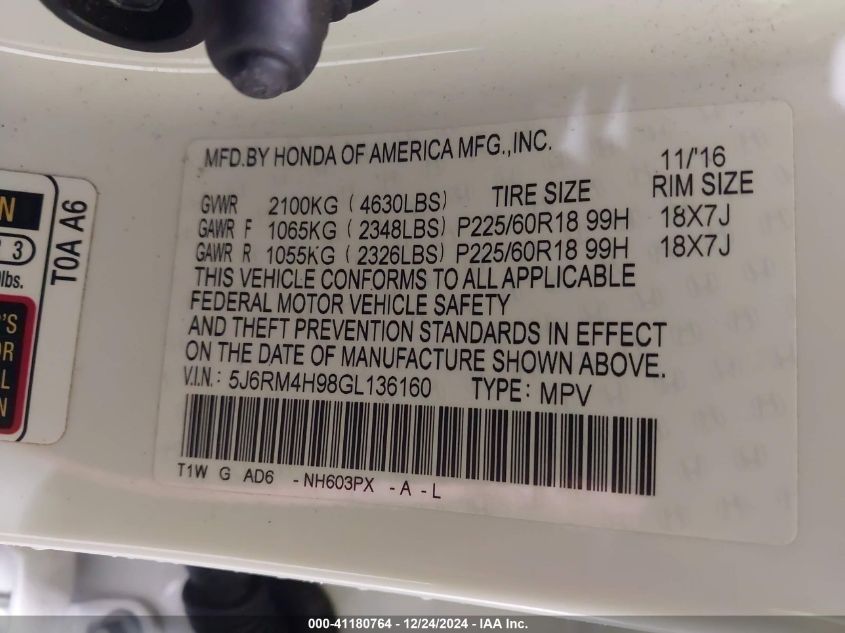 MFD.BY HONDA OF AMERICA MFG.,INC. 11/'16
GVWR 2100KG ( 4630LBS) TIRE SIZE RIM SIZE
GAWR F 1065KG ( 2348LBS) P225/60R18 99H 18X7J
GAWR R 1055KG ( 2326LBS) P225/60R18 99H 18X7J
THIS VEHICLE CONFORMS TO ALL APPLICABLE
FEDERAL MOTOR VEHICLE SAFETY
AND THEFT PREVENTION STANDARDS IN EFFECT
ON THE DATE OF MANUFACTURE SHOWN ABOVE.
V.I.N.: 5J6RM4H98GL136160 TYPE: MPV
T1W G AD6 -NH603PX -A -L
T0A A6
N
3
lbs.
'S
OR
L
N
000-41180764 - 12/24/2024 - IAA Inc.